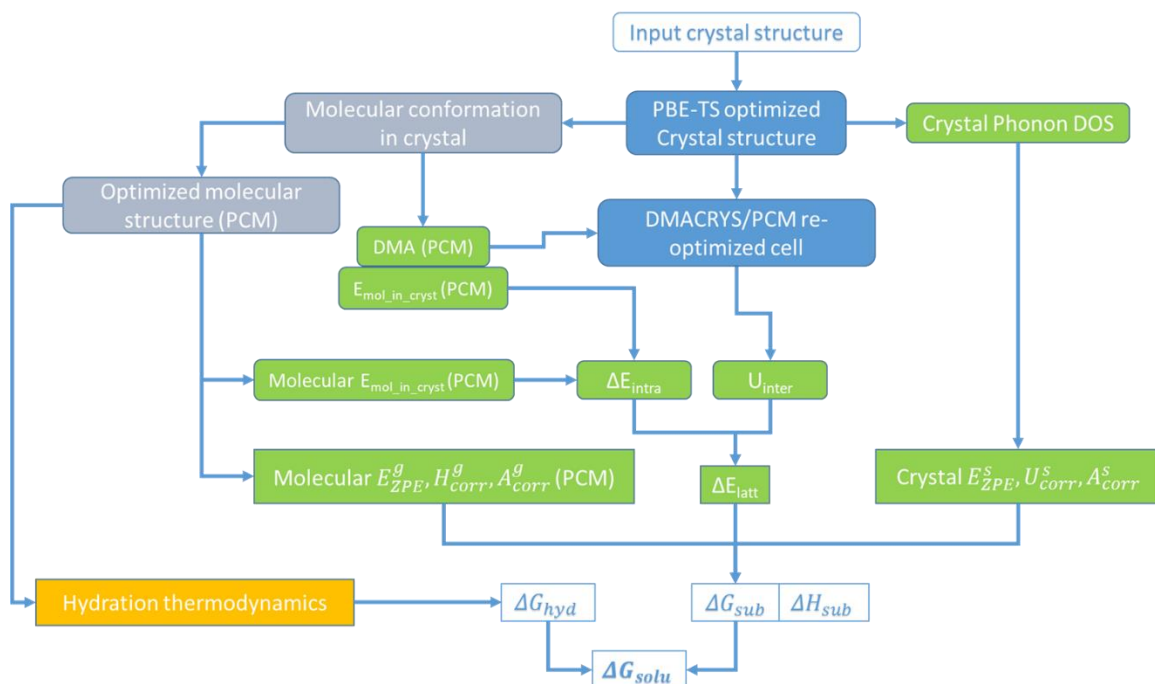 Input crystal structure
Molecular conformation
in crystal
PBE-TS optimized
Crystal structure
Crystal Phonon DOS
Optimized molecular
structure (PCM)
DMACRYS/PCM re-
optimized cell
DMA (PCM)
E_mol_in_cryst (PCM)
Molecular E_mol_in_cryst (PCM)
ΔE_intra
U_inter
Molecular E^g_ZPE, H^g_corr, A^g_corr (PCM)
ΔE_latt
Crystal E^s_ZPE, U^s_corr, A^s_corr
Hydration thermodynamics
ΔG_hyd
ΔG_sub
ΔH_sub
ΔG_solu